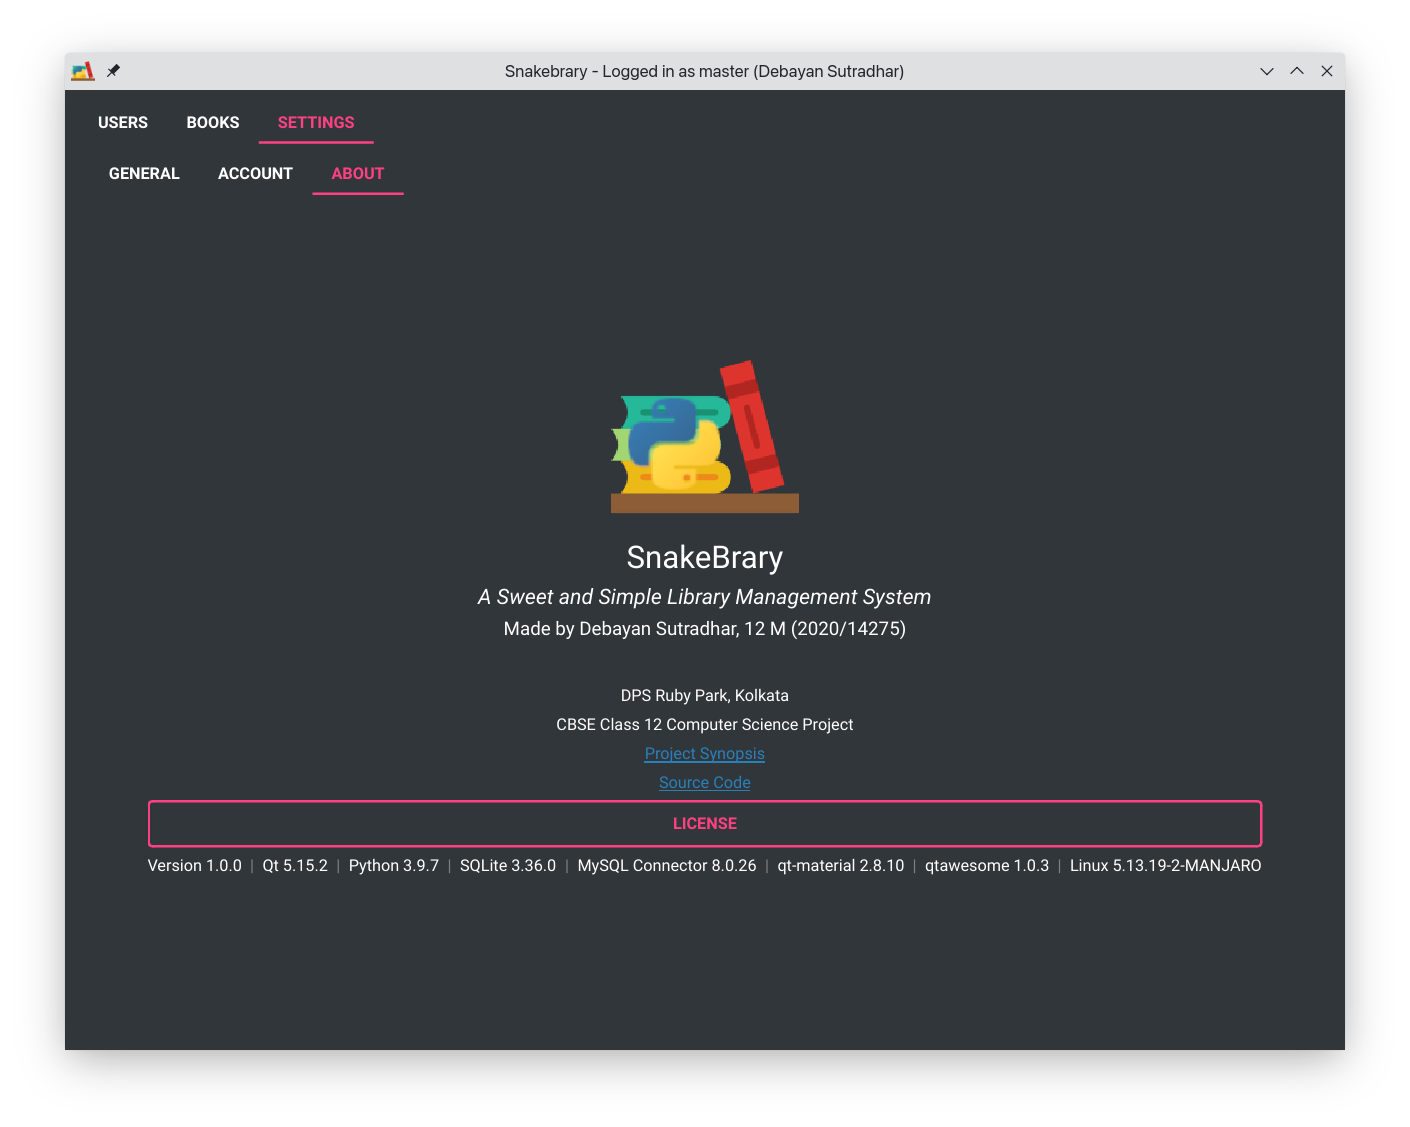 Snakebrary - Logged in as master (Debayan Sutradhar)
USERS BOOKS SETTINGS
GENERAL ACCOUNT ABOUT
SnakeBrary
A Sweet and Simple Library Management System
Made by Debayan Sutradhar, 12 M (2020/14275)
DPS Ruby Park, Kolkata
CBSE Class 12 Computer Science Project
Project Synopsis
Source Code
LICENSE
Version 1.0.0 | Qt 5.15.2 | Python 3.9.7 | SQLite 3.36.0 | MySQL Connector 8.0.26 | qt-material 2.8.10 | qtawesome 1.0.3 | Linux 5.13.19-2-MANJARO